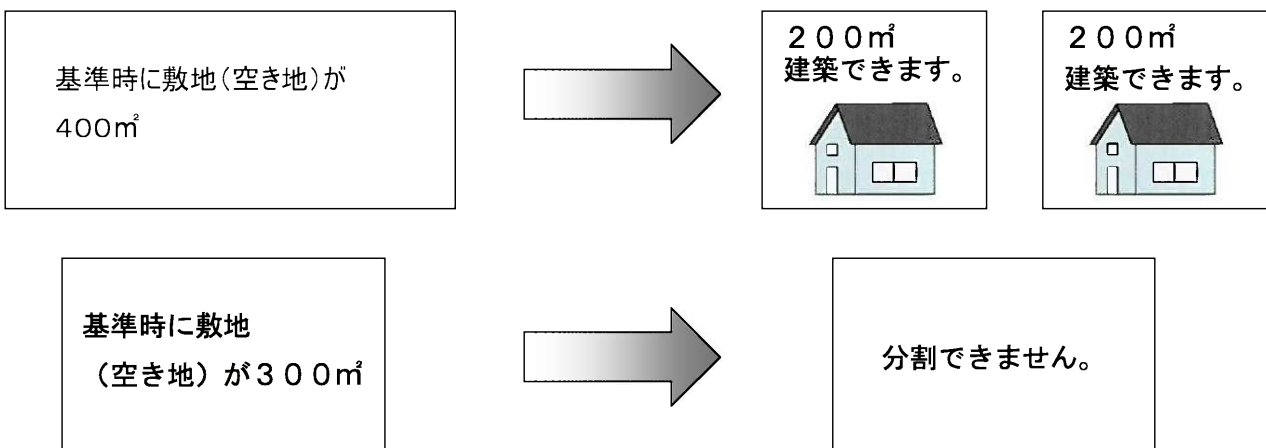 基準時に敷地（空き地）が
400㎡
２００㎡
建築できます。
２００㎡
建築できます。
基準時に敷地
（空き地）が３００㎡
分割できません。